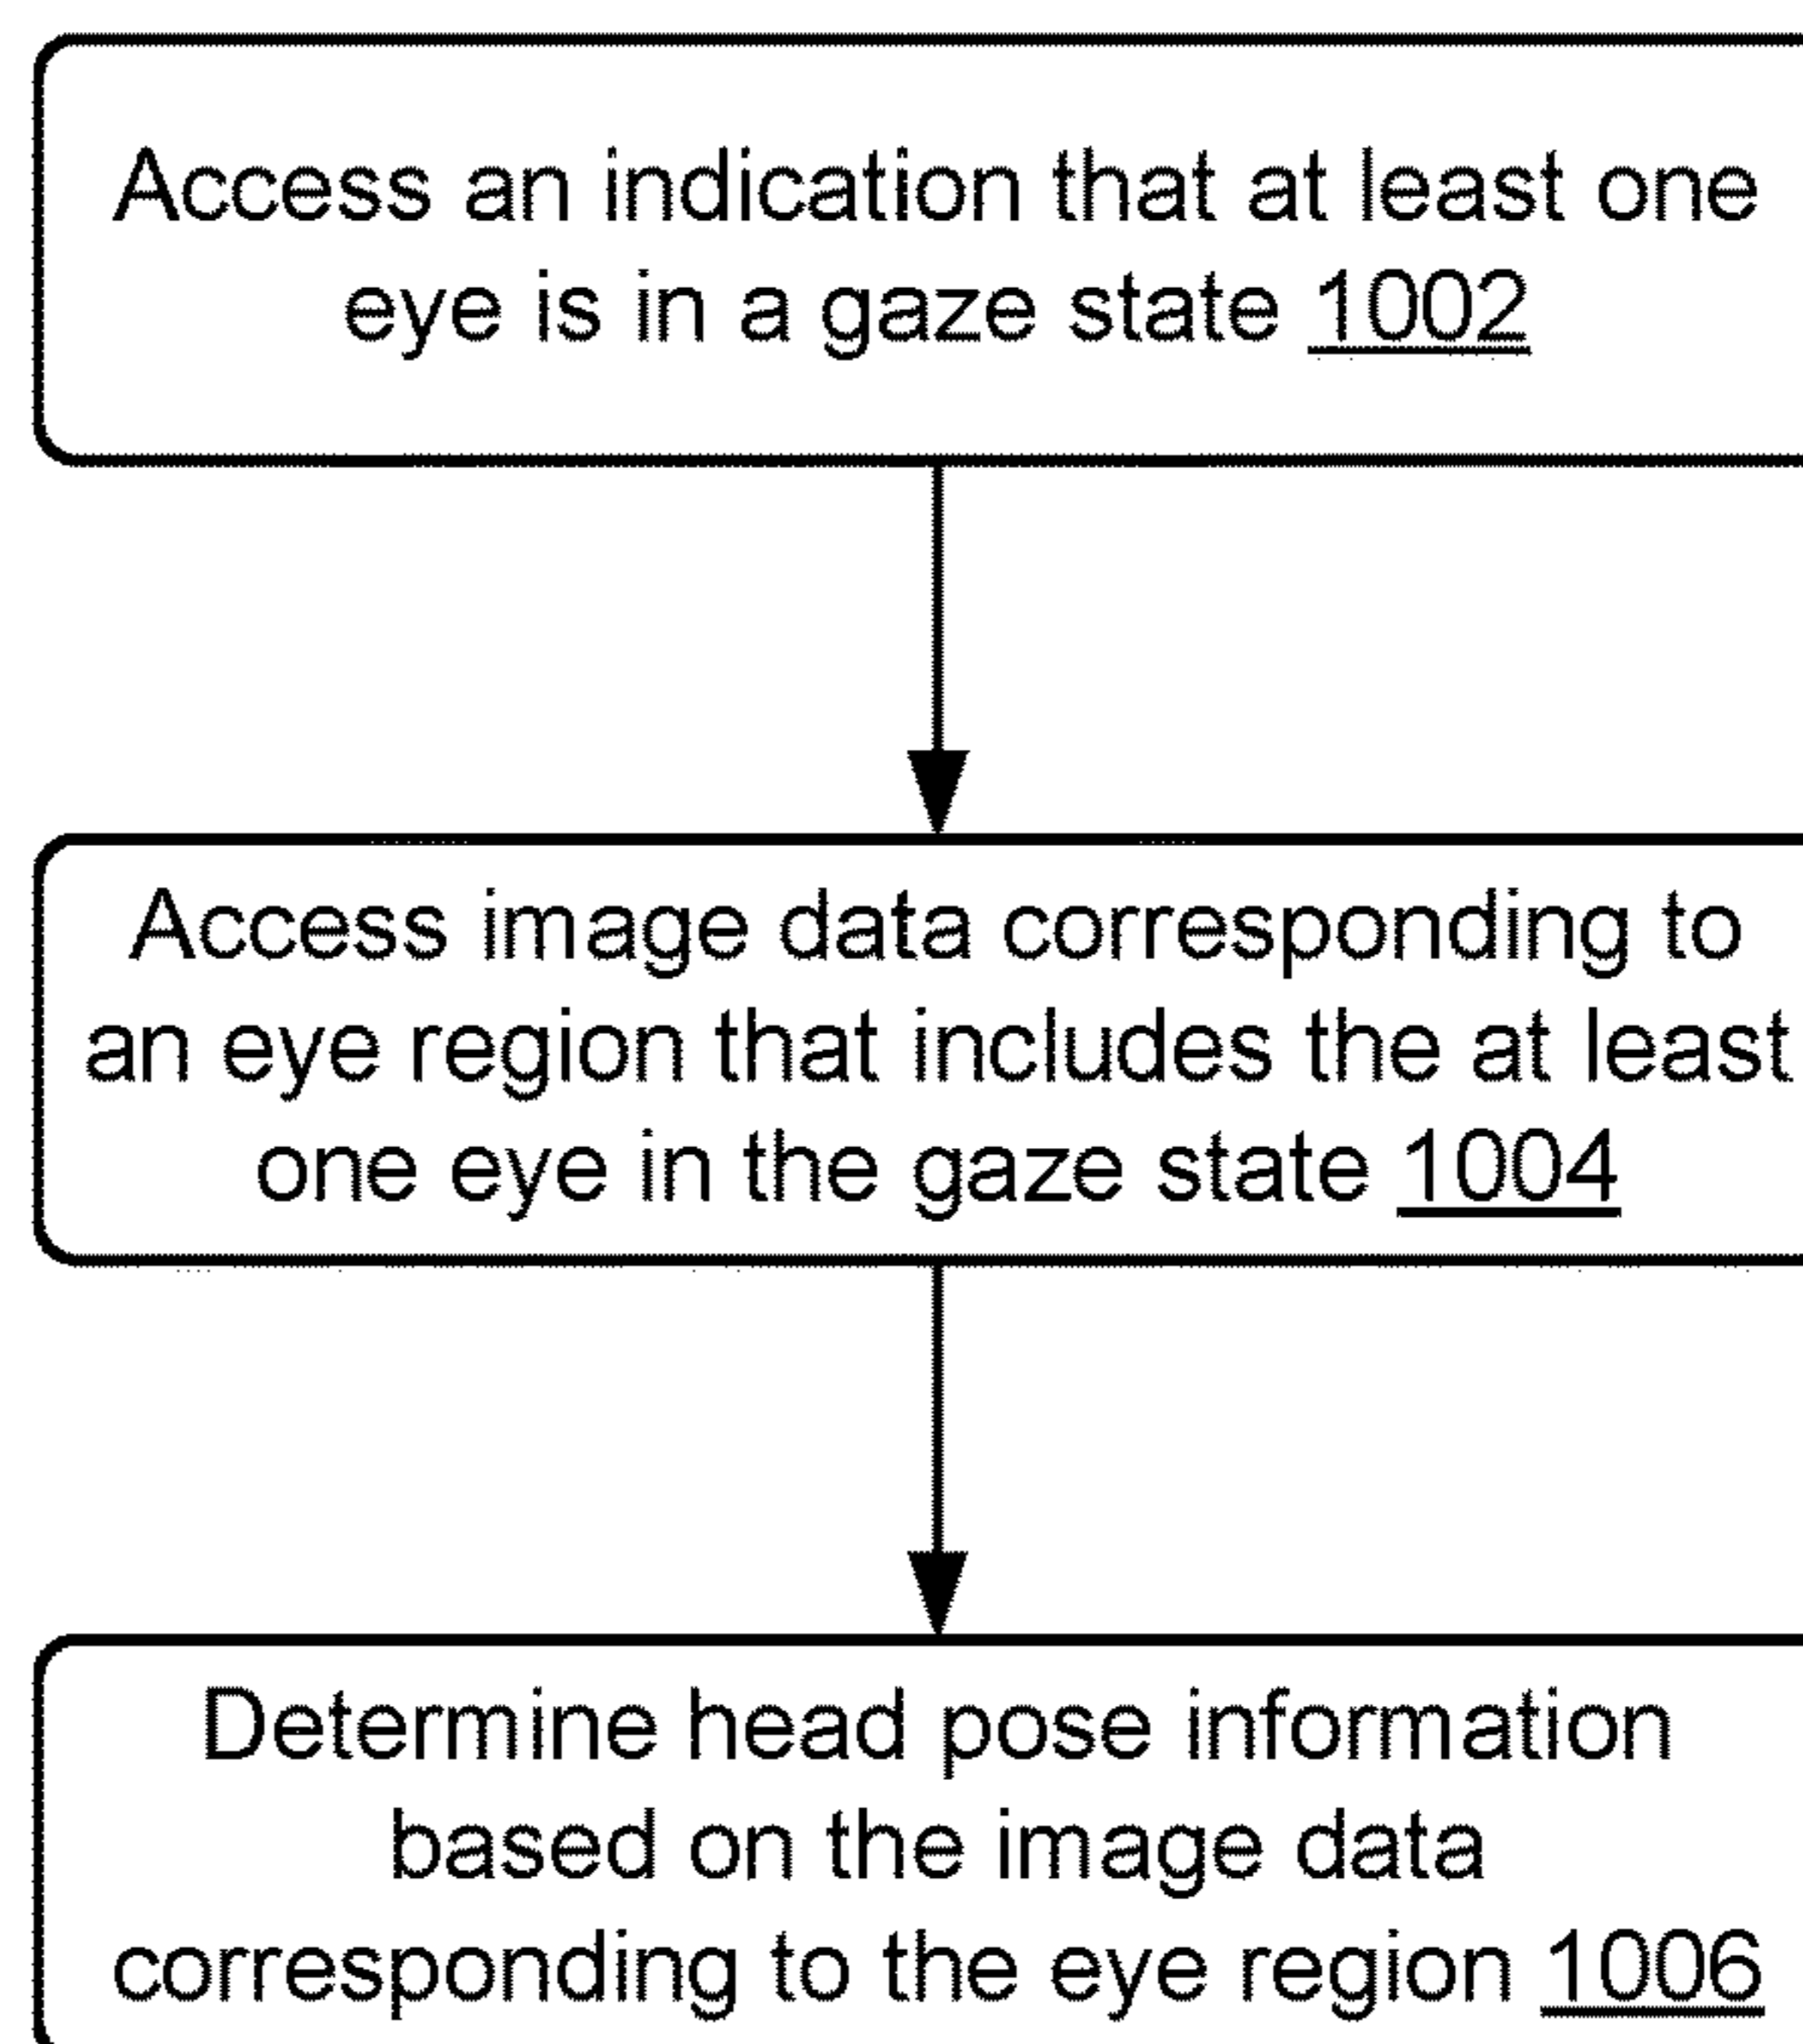 Access an indication that at least one
eye is in a gaze state 1002
Access image data corresponding to
an eye region that includes the at least
one eye in the gaze state 1004
Determine head pose information
based on the image data
corresponding to the eye region 1006